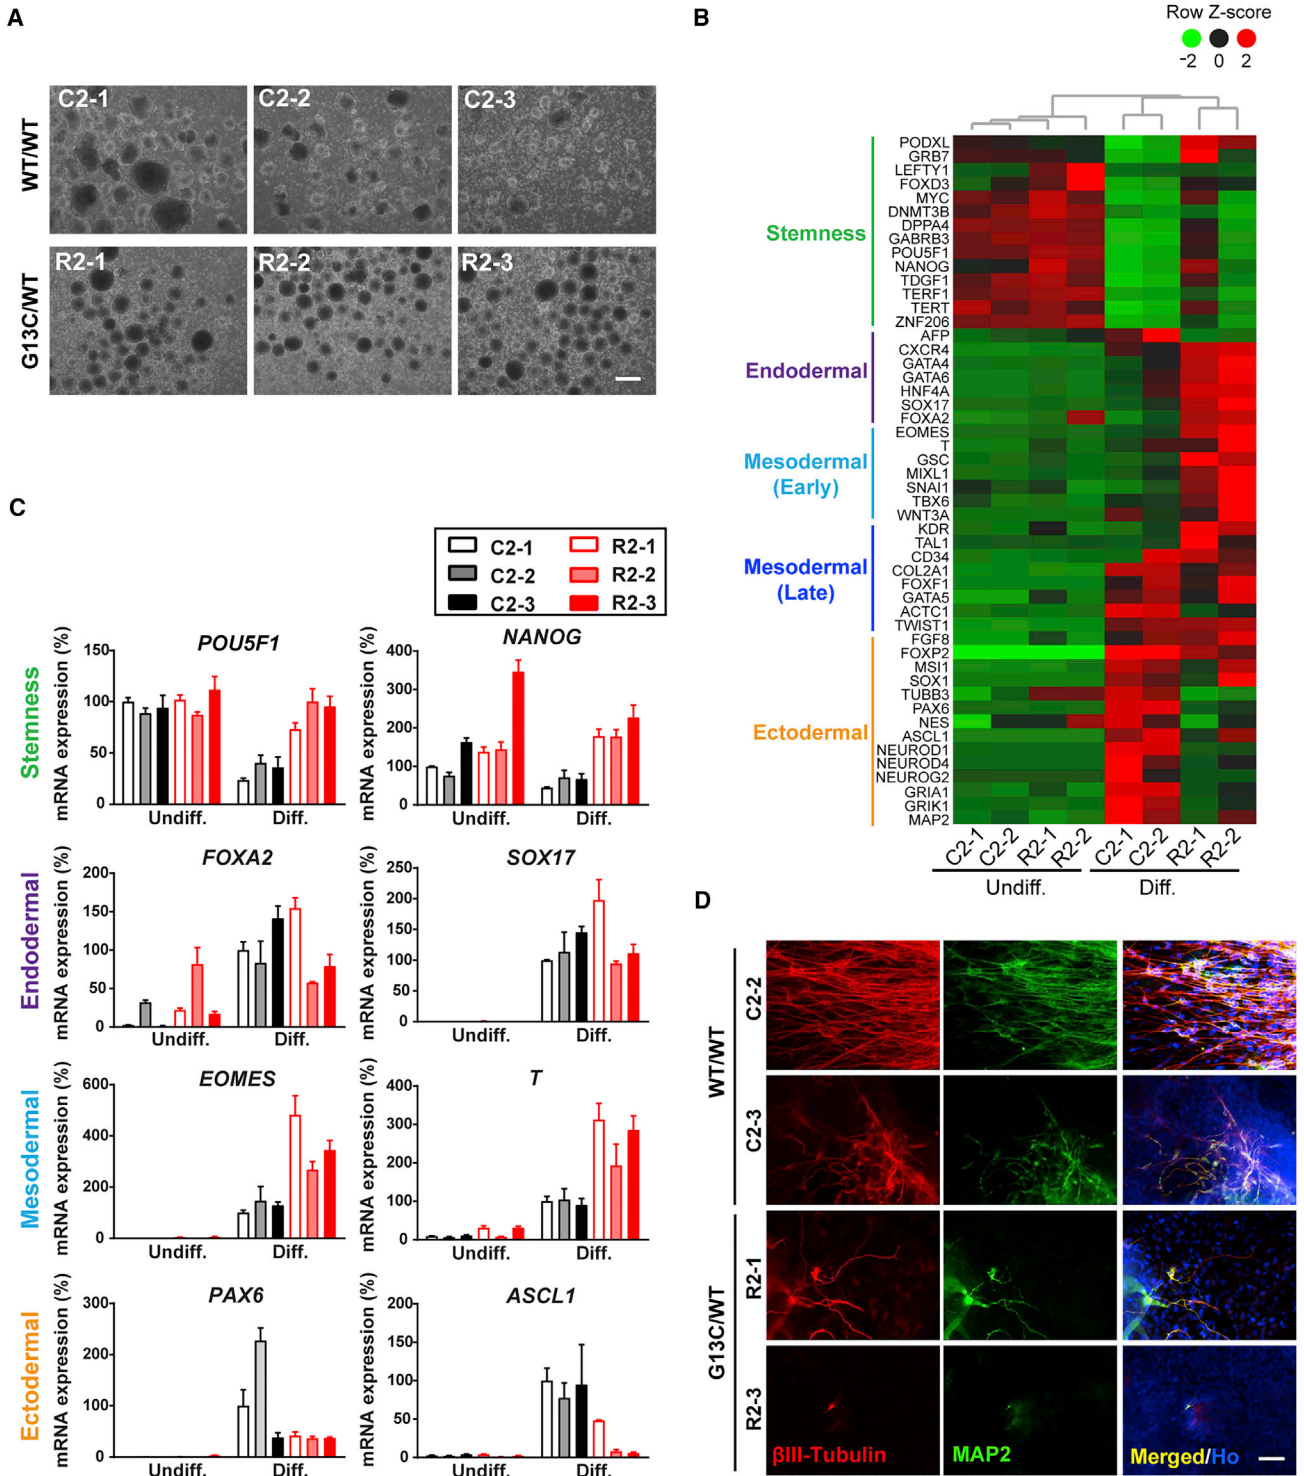 A
C2-1
C2-2
C2-3
WT/WT
R2-1
R2-2
R2-3
G13C/WT
B
Row Z-score
-2 0 2
Stemness
PODXL
GRB7
LEFTY1
FOXD3
MYC
DNMT3B
DPPA4
GABRB3
POU5F1
NANOG
TDGF1
TERF1
TERT
ZNF206
Endodermal
AFP
CXCR4
GATA4
GATA6
HNF4A
SOX17
FOXA2
Mesodermal
(Early)
EOMES
T
GSC
MIXL1
SNAI1
TBX6
WNT3A
Mesodermal
(Late)
KDR
TAL1
CD34
COL2A1
FOXF1
GATA5
ACTC1
TWIST1
Ectodermal
FGF8
FOXP2
MSI1
SOX1
TUBB3
PAX6
NES
ASCL1
NEUROD1
NEUROD4
NEUROG2
GRIA1
GRIK1
MAP2
C2-1 C2-2 R2-1 R2-2 C2-1 C2-2 R2-1 R2-2
Undiff. Diff.
C
C2-1 R2-1
C2-2 R2-2
C2-3 R2-3
Stemness
POU5F1
mRNA expression (%)
150
100
50
0
Undiff. Diff.
NANOG
mRNA expression (%)
400
300
200
100
0
Undiff. Diff.
Endodermal
FOXA2
mRNA expression (%)
200
150
100
50
0
Undiff. Diff.
SOX17
mRNA expression (%)
250
200
150
100
50
0
Undiff. Diff.
Mesodermal
EOMES
mRNA expression (%)
600
400
200
0
Undiff. Diff.
T
mRNA expression (%)
400
300
200
100
0
Undiff. Diff.
Ectodermal
PAX6
mRNA expression (%)
300
200
100
0
Undiff. Diff.
ASCL1
mRNA expression (%)
200
150
100
50
0
Undiff. Diff.
D
WT/WT
C2-2
C2-3
G13C/WT
R2-1
R2-3
βIII-Tubulin
MAP2
Merged/Ho